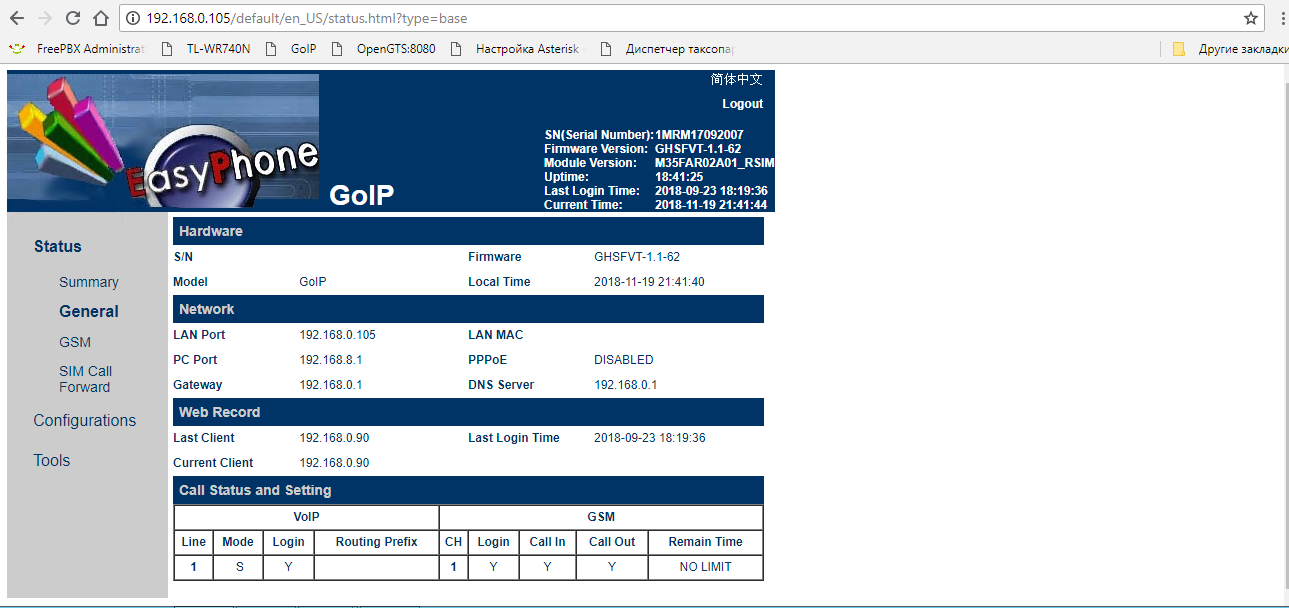 192.168.0.105/default/en_US/status.html?type=base
FreePBX Administrat TL-WR740N GoIP OpenGTS:8080 Настройка Asterisk Диспетчер таксопар Другие закладки
简体中文
Logout
SN(Serial Number): 1MRM17092007
Firmware Version: GHSFVT-1.1-62
Module Version: M35FAR02A01_RSIM
Uptime: 18:41:25
Last Login Time: 2018-09-23 18:19:36
Current Time: 2018-11-19 21:41:44
EasyPhone
GoIP
Status
Summary
General
GSM
SIM Call
Forward
Configurations
Tools
Hardware
S/N Firmware GHSFVT-1.1-62
Model GoIP Local Time 2018-11-19 21:41:40
Network
LAN Port 192.168.0.105 LAN MAC
PC Port 192.168.8.1 PPPoE DISABLED
Gateway 192.168.0.1 DNS Server 192.168.0.1
Web Record
Last Client 192.168.0.90 Last Login Time 2018-09-23 18:19:36
Current Client 192.168.0.90
Call Status and Setting
VoIP GSM
Line Mode Login Routing Prefix CH Login Call In Call Out Remain Time
1 S Y 1 Y Y Y NO LIMIT